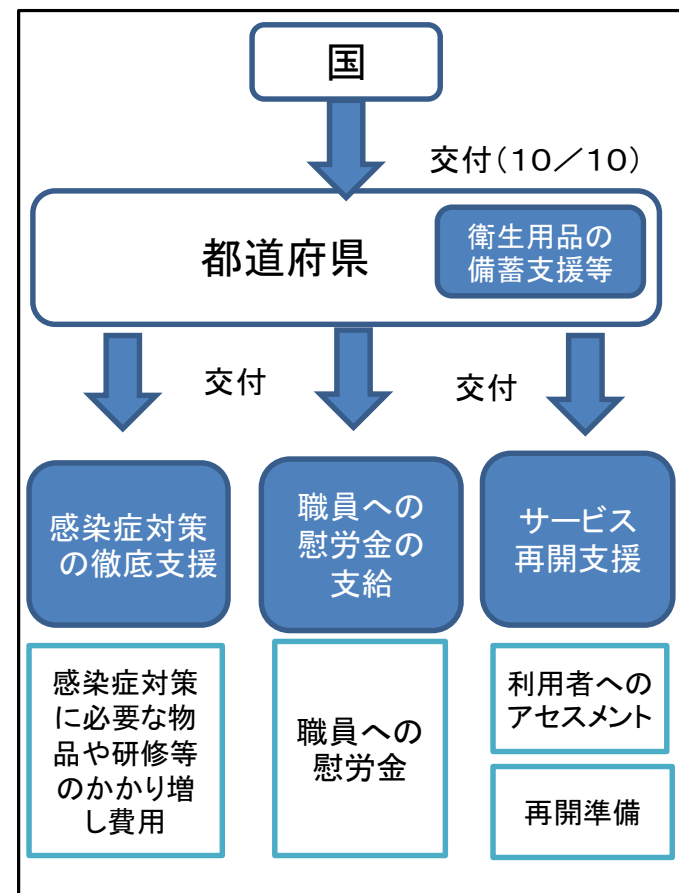 国
交付(10/10)
都道府県
衛生用品の
備蓄支援等
交付
交付
感染症対策
の徹底支援
職員への
慰労金の
支給
サービス
再開支援
感染症対策
に必要な物
品や研修等
のかかり増
し費用
職員への
慰労金
利用者への
アセスメント
再開準備